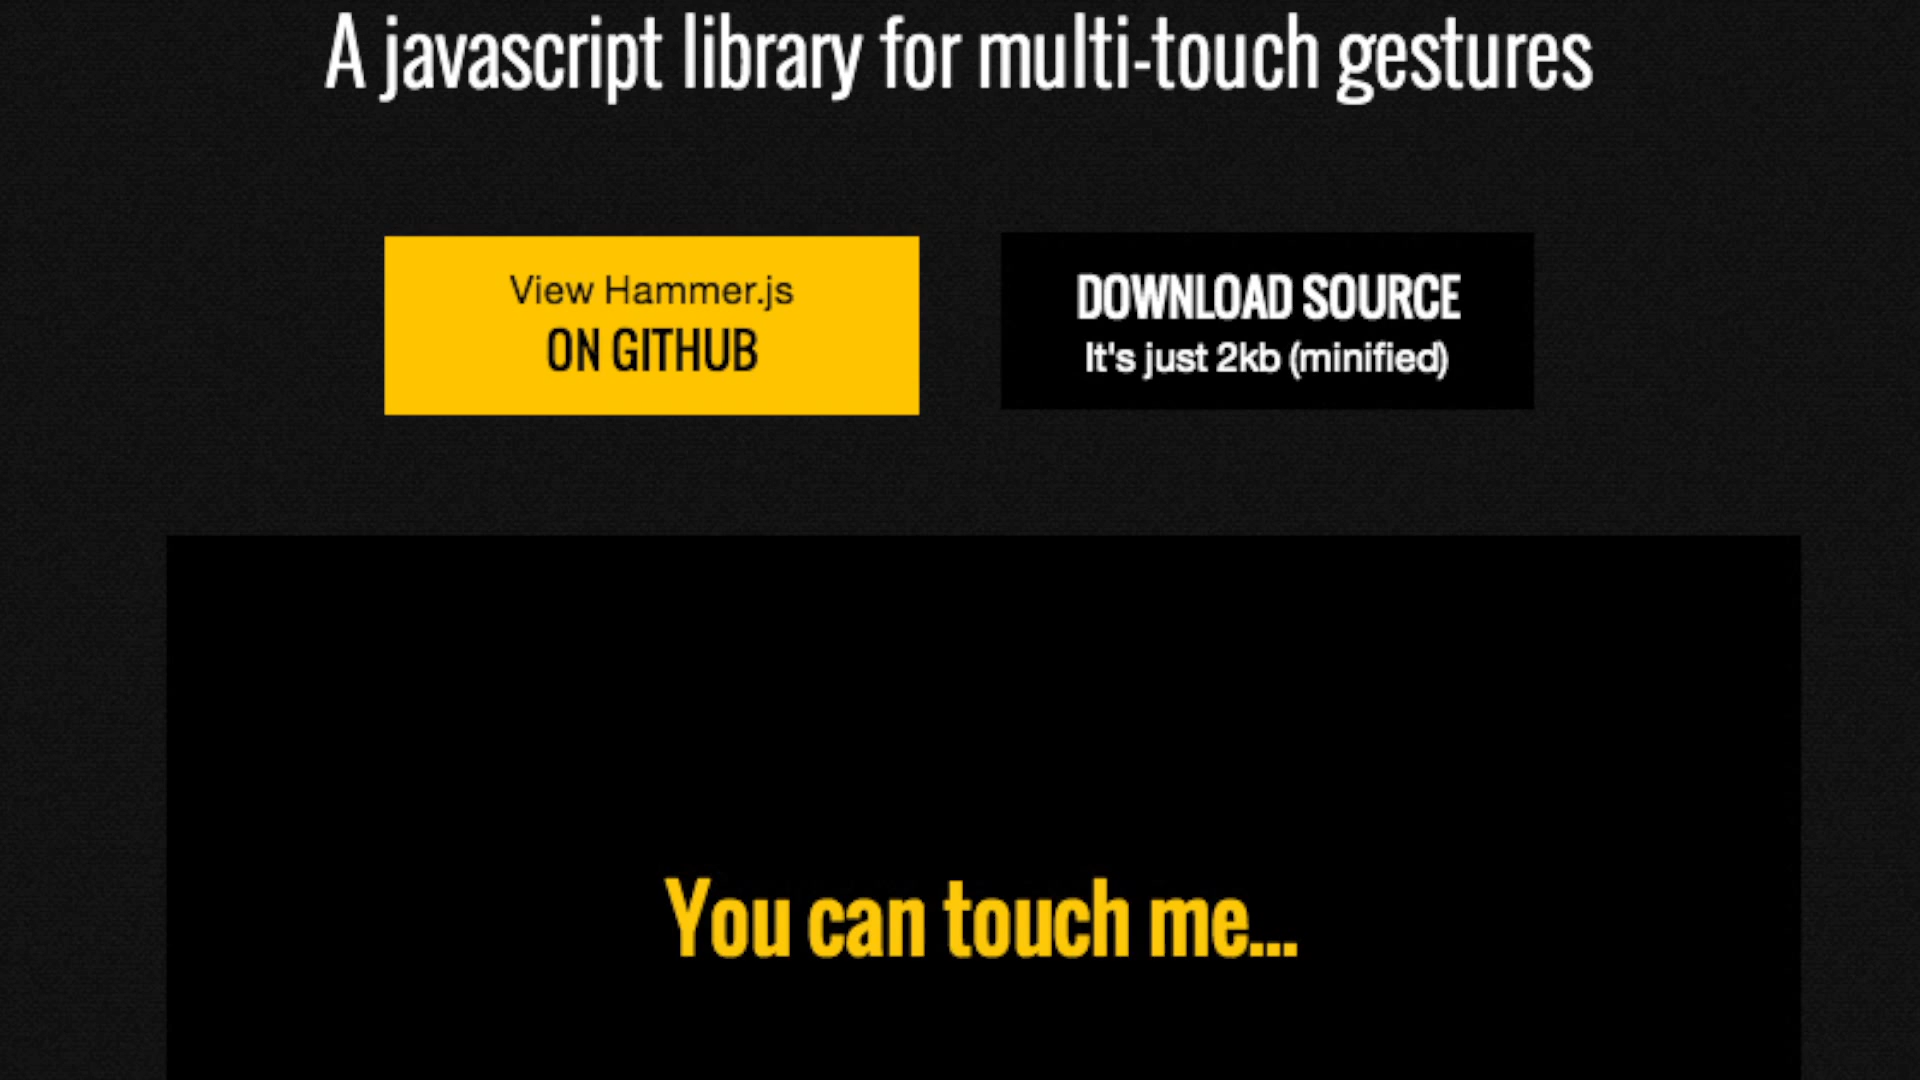 A javascript library for multi-touch gestures
View Hammer.js
ON GITHUB
DOWNLOAD SOURCE
It's just 2kb (minified)
You can touch me...